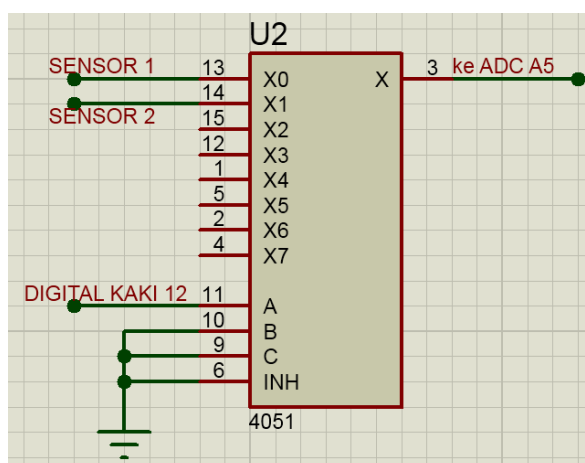 U2
SENSOR 1
13
X0
X
3
ke ADC A5
14
X1
SENSOR 2
15
X2
12
X3
1
X4
5
X5
2
X6
4
X7
DIGITAL KAKI 12
11
A
10
B
9
C
6
INH
4051